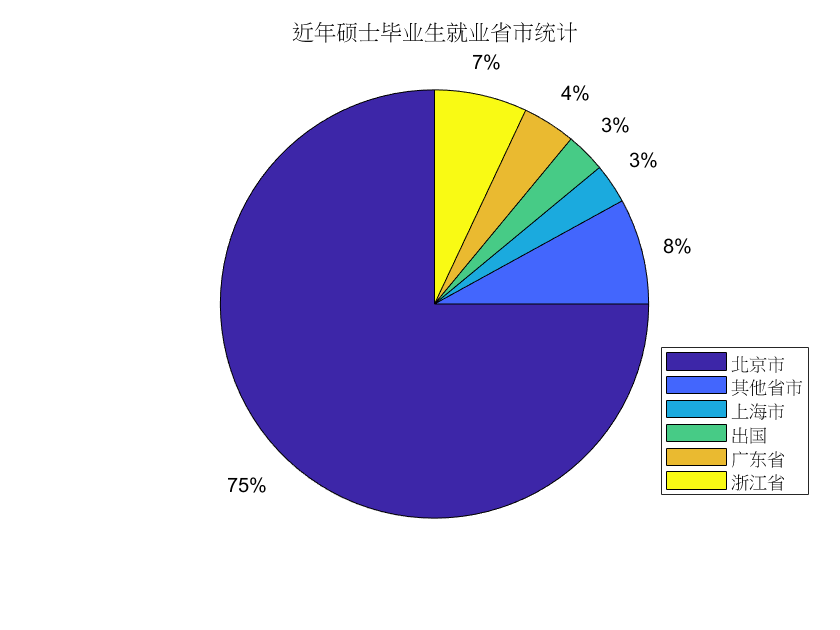 近年硕士毕业生就业省市统计
7%
4%
3%
3%
8%
75%
北京市
其他省市
上海市
出国
广东省
浙江省